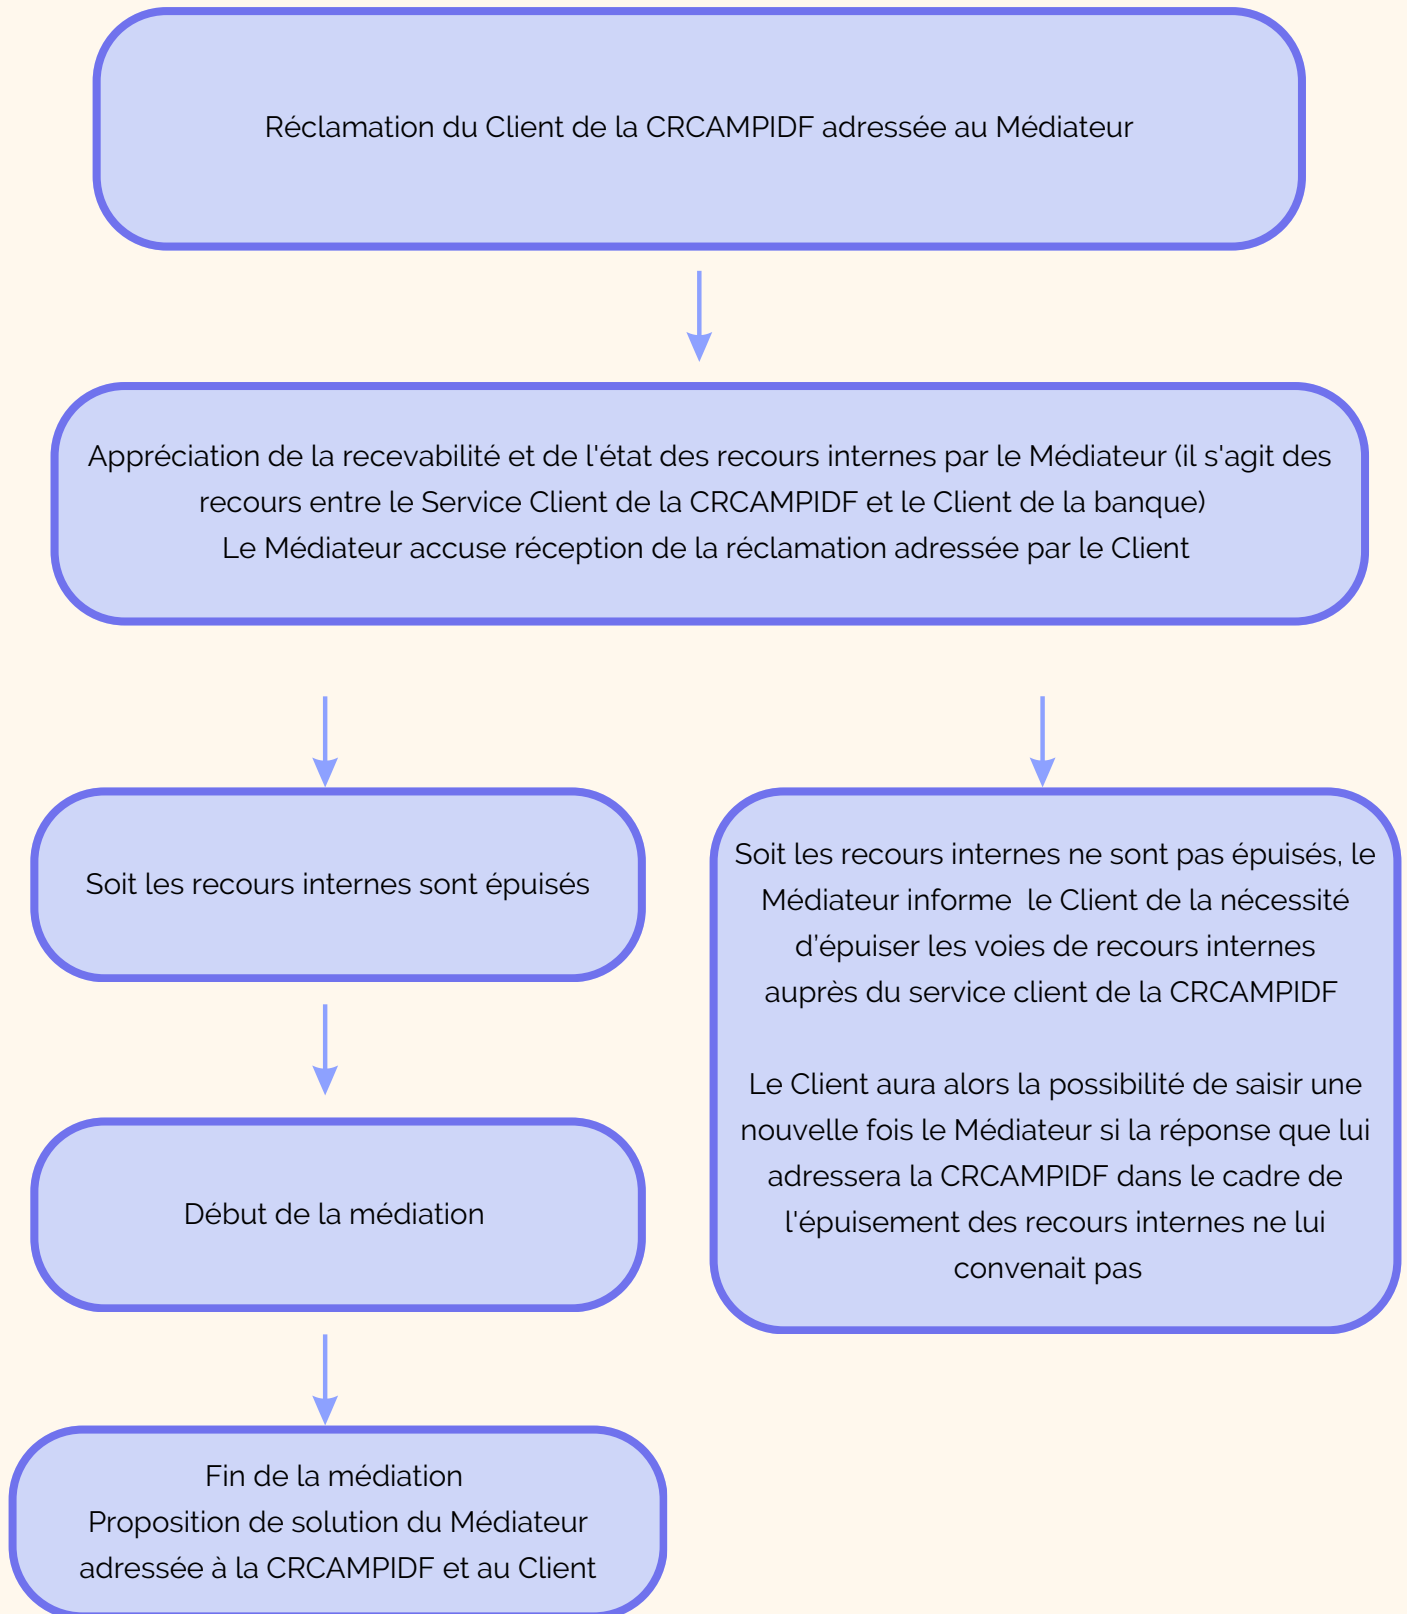 Réclamation du Client de la CRCAMPIDF adressée au Médiateur
Appréciation de la recevabilité et de l'état des recours internes par le Médiateur (il s'agit des
recours entre le Service Client de la CRCAMPIDF et le Client de la banque)
Le Médiateur accuse réception de la réclamation adressée par le Client
Soit les recours internes sont épuisés
Début de la médiation
Fin de la médiation
Proposition de solution du Médiateur
adressée à la CRCAMPIDF et au Client
Soit les recours internes ne sont pas épuisés, le
Médiateur informe  le Client de la nécessité
d’épuiser les voies de recours internes
auprès du service client de la CRCAMPIDF
Le Client aura alors la possibilité de saisir une
nouvelle fois le Médiateur si la réponse que lui
adressera la CRCAMPIDF dans le cadre de
l'épuisement des recours internes ne lui
convenait pas